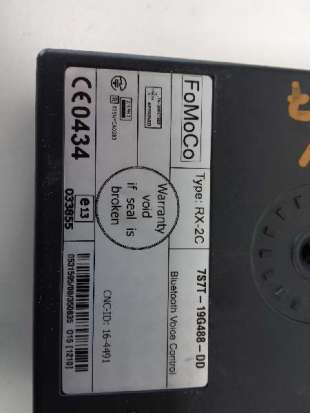 FoMoCo
Type: RX-2C
7S7T-19G488-DD
Bluetooth Voice Control
Warranty
void
if seal is
broken
CNC-ID: 16-4491
CE0434
e13
033855